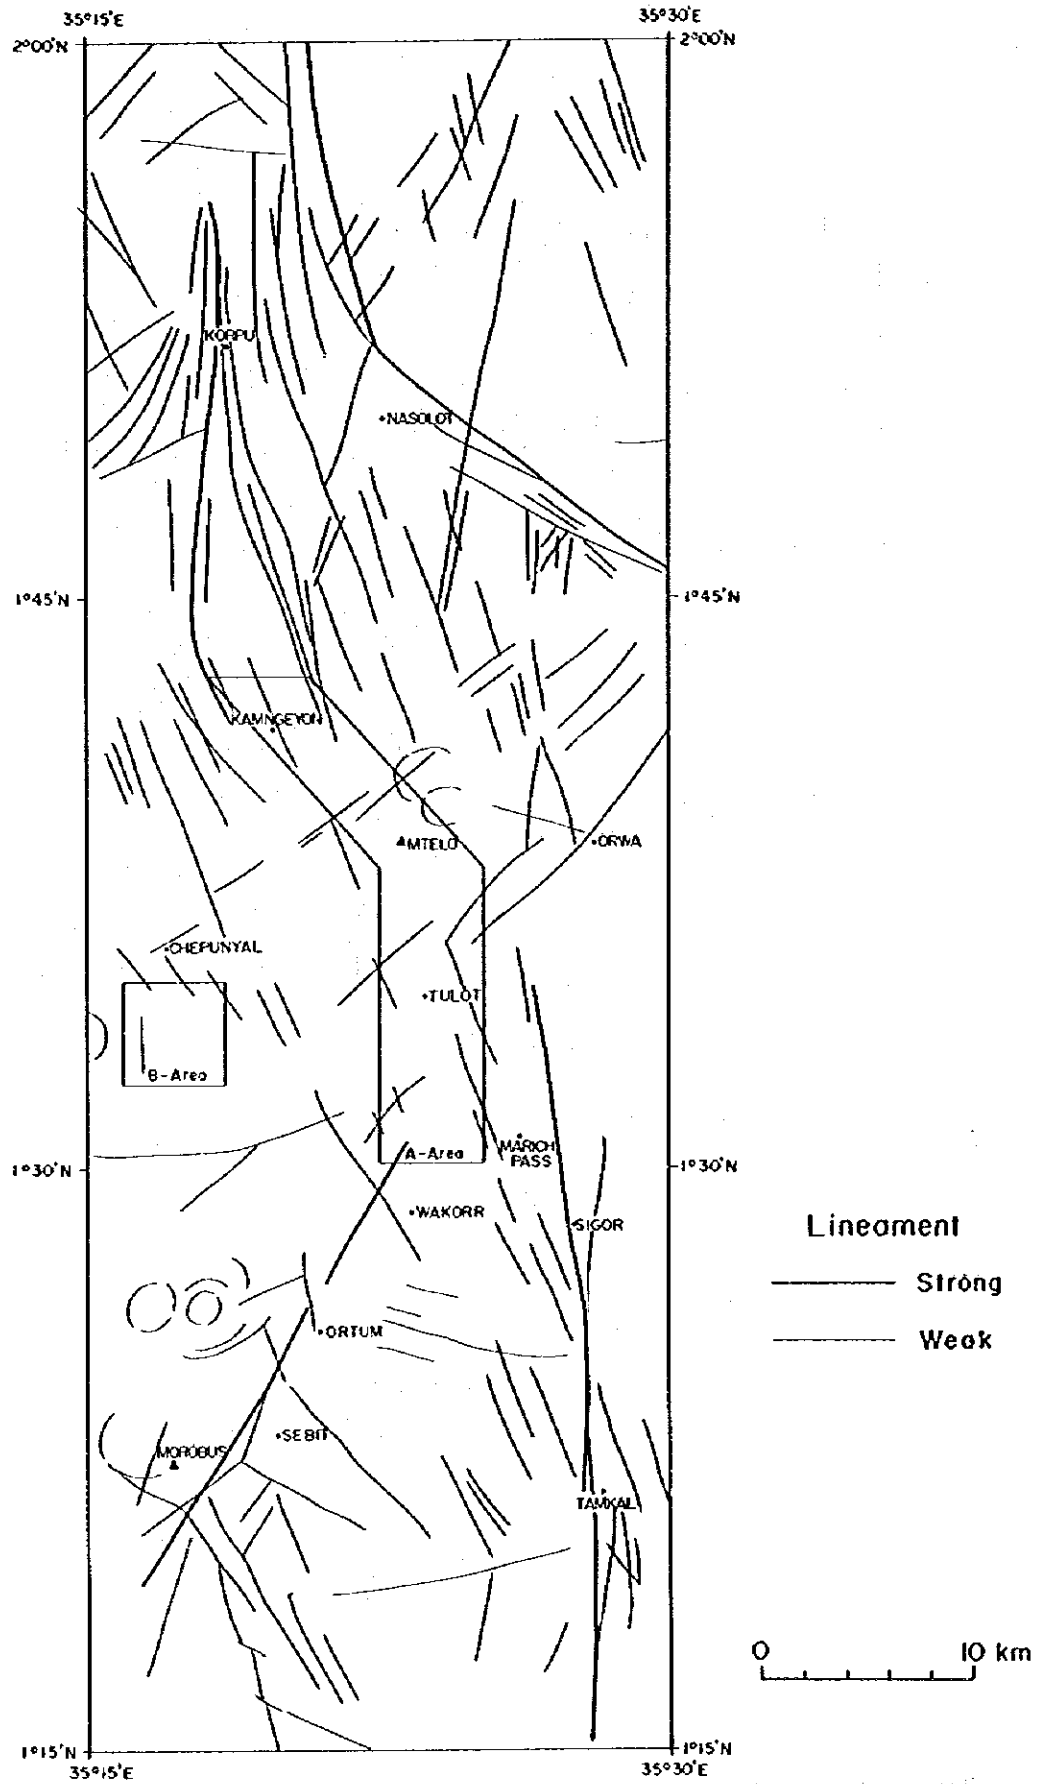 35°15'E
35°30'E
2°00'N
2°00'N
KORPU
NASOLOT
1°45'N
1°45'N
KAMNGEYON
MTELO
ORWA
CHEPUNYAL
TULOT
B-Area
MARICH
PASS
A-Area
1°30'N
1°30'N
WAKORR
SIGOR
Lineament
Strong
ORTUM
Weak
SEBIT
MOROBUS
TAMKAL
0 10 km
1°15'N
1°15'N
35°15'E
35°30'E